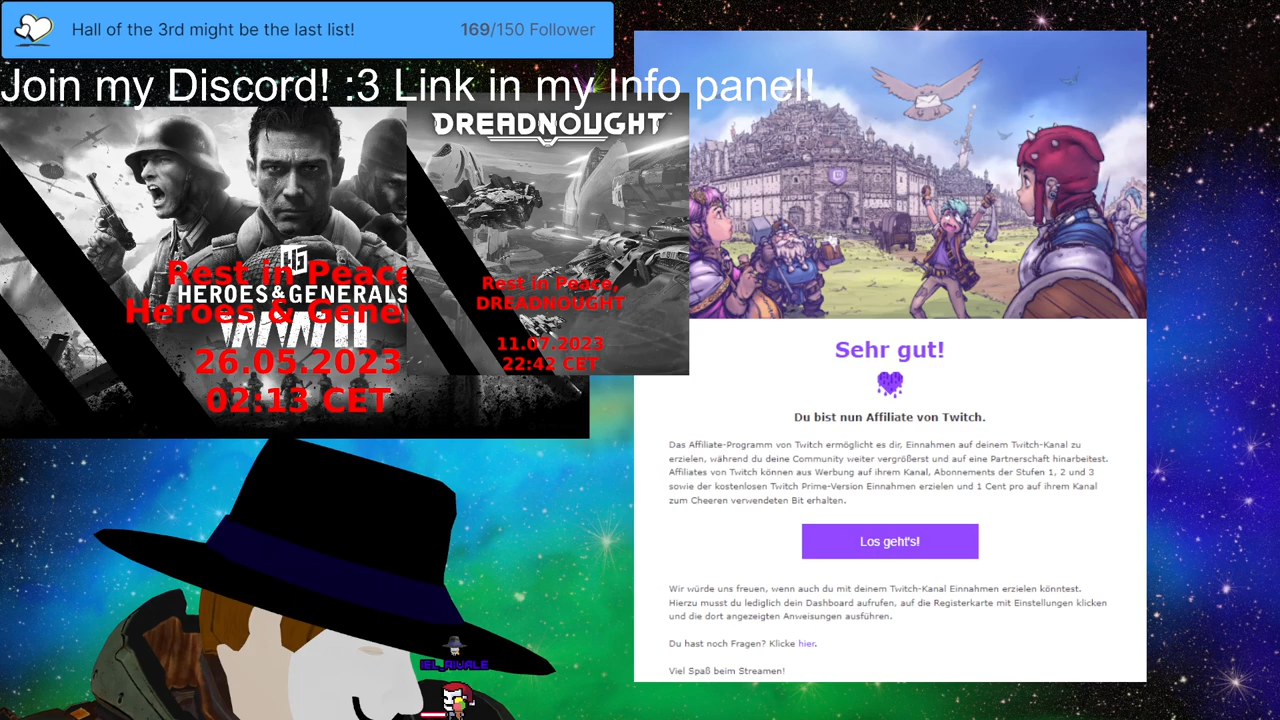 Hall of the 3rd might be the last list!
169/150 Follower
Join my Discord! :3 Link in my Info panel!
DREADNOUGHT
HEROES&GENERALS
WWII
Rest in Peace
Heroes & Gene
26.05.2023
02:13 CET
Rest in Peace,
DREADNOUGHT
11.07.2023
22:42 CET
Sehr gut!
Du bist nun Affiliate von Twitch.
Das Affiliate-Programm von Twitch ermöglicht es dir, Einnahmen auf deinem Twitch-Kanal zu
erzielen, während du deine Community weiter vergrößerst und auf eine Partnerschaft hinarbeitest.
Affiliates von Twitch können aus Werbung auf ihrem Kanal, Abonnements der Stufen 1, 2 und 3
sowie der kostenlosen Twitch Prime-Version Einnahmen erzielen und 1 Cent pro auf ihrem Kanal
zum Cheeren verwendeten Bit erhalten.
Los geht's!
Wir würde uns freuen, wenn auch du mit deinem Twitch-Kanal Einnahmen erzielen könntest.
Hierzu musst du lediglich dein Dashboard aufrufen, auf die Registerkarte mit Einstellungen klicken
und die dort angezeigten Anweisungen ausführen.
Du hast noch Fragen? Klicke hier.
Viel Spaß beim Streamen!